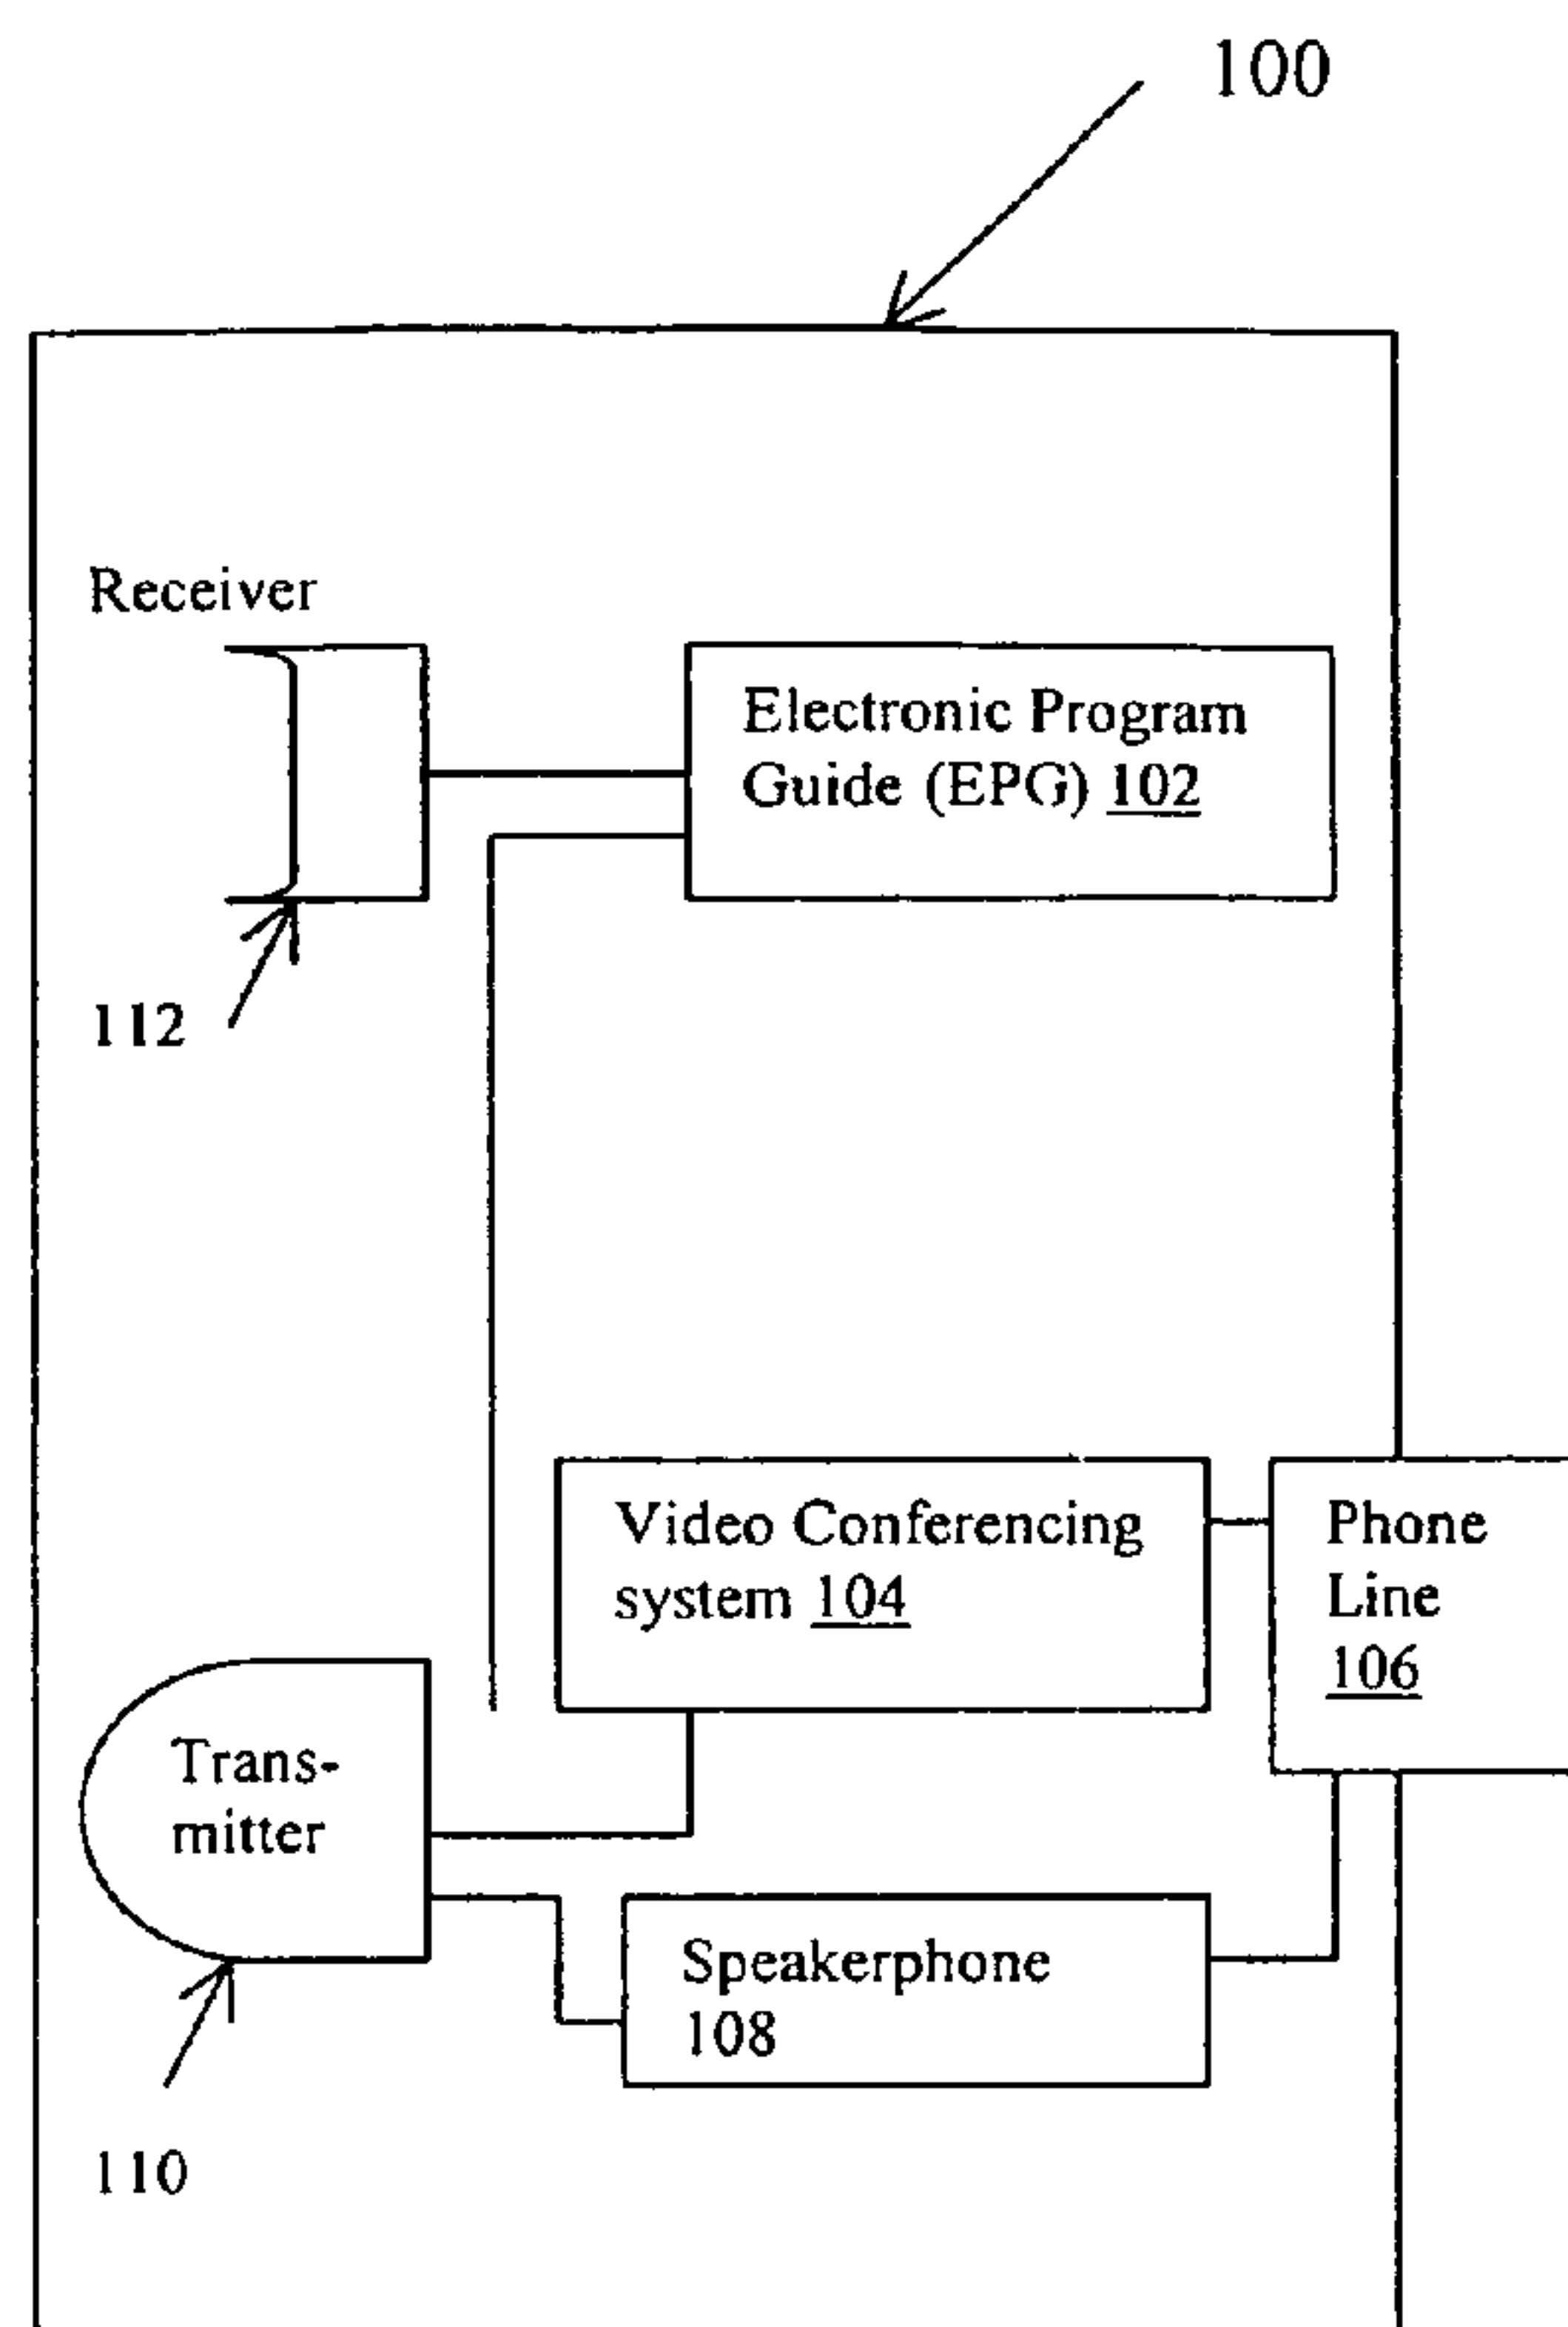 100
Receiver
Electronic Program
Guide (EPG) 102
112
Video Conferencing
system 104
Phone
Line
106
Trans-
mitter
Speakerphone
108
110